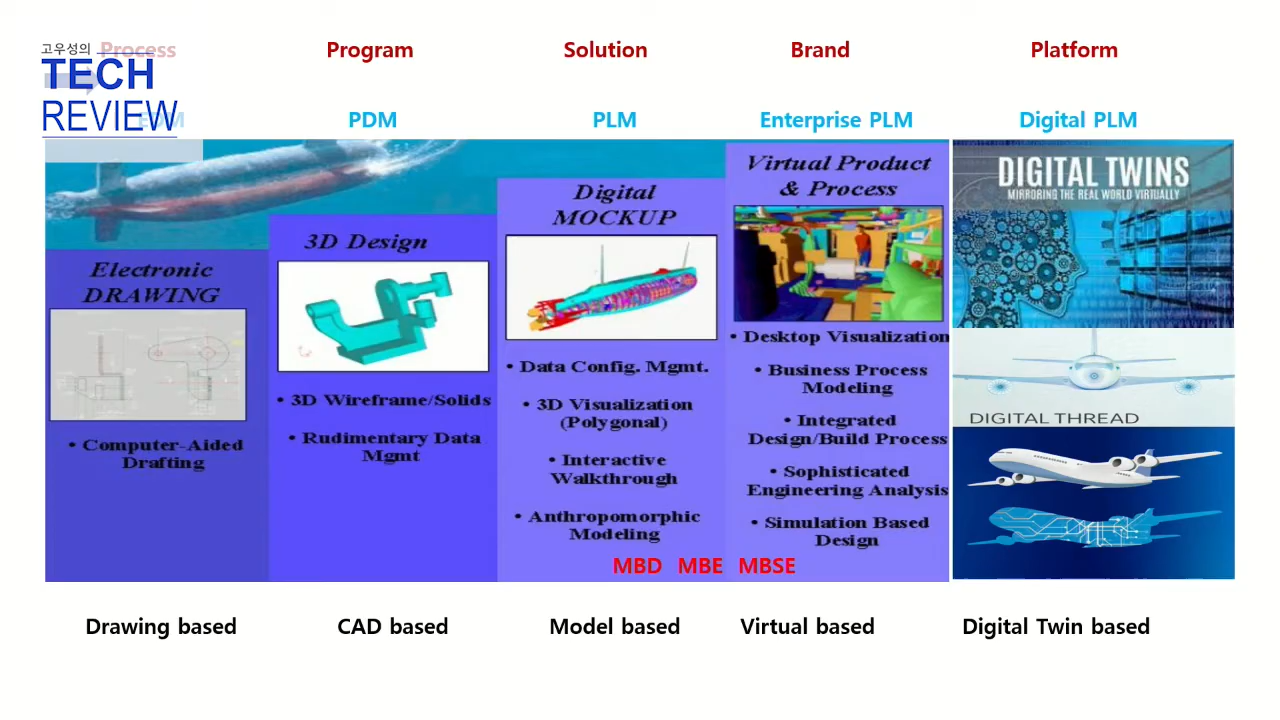 고우성의
TECH
REVIEW
Process
Program
Solution
Brand
Platform
PDM
PLM
Enterprise PLM
Digital PLM
Electronic
DRAWING
• Computer-Aided
Drafting
3D Design
• 3D Wireframe/Solids
• Rudimentary Data
Mgmt
Digital
MOCKUP
• Data Config. Mgmt.
• 3D Visualization
(Polygonal)
• Interactive
Walkthrough
• Anthropomorphic
Modeling
Virtual Product
& Process
• Desktop Visualization
• Business Process
Modeling
• Integrated
Design/Build Process
• Sophisticated
Engineering Analysis
• Simulation Based
Design
MBD MBE MBSE
DIGITAL TWINS
MIRRORING THE REAL WORLD VIRTUALLY
DIGITAL THREAD
Drawing based
CAD based
Model based
Virtual based
Digital Twin based